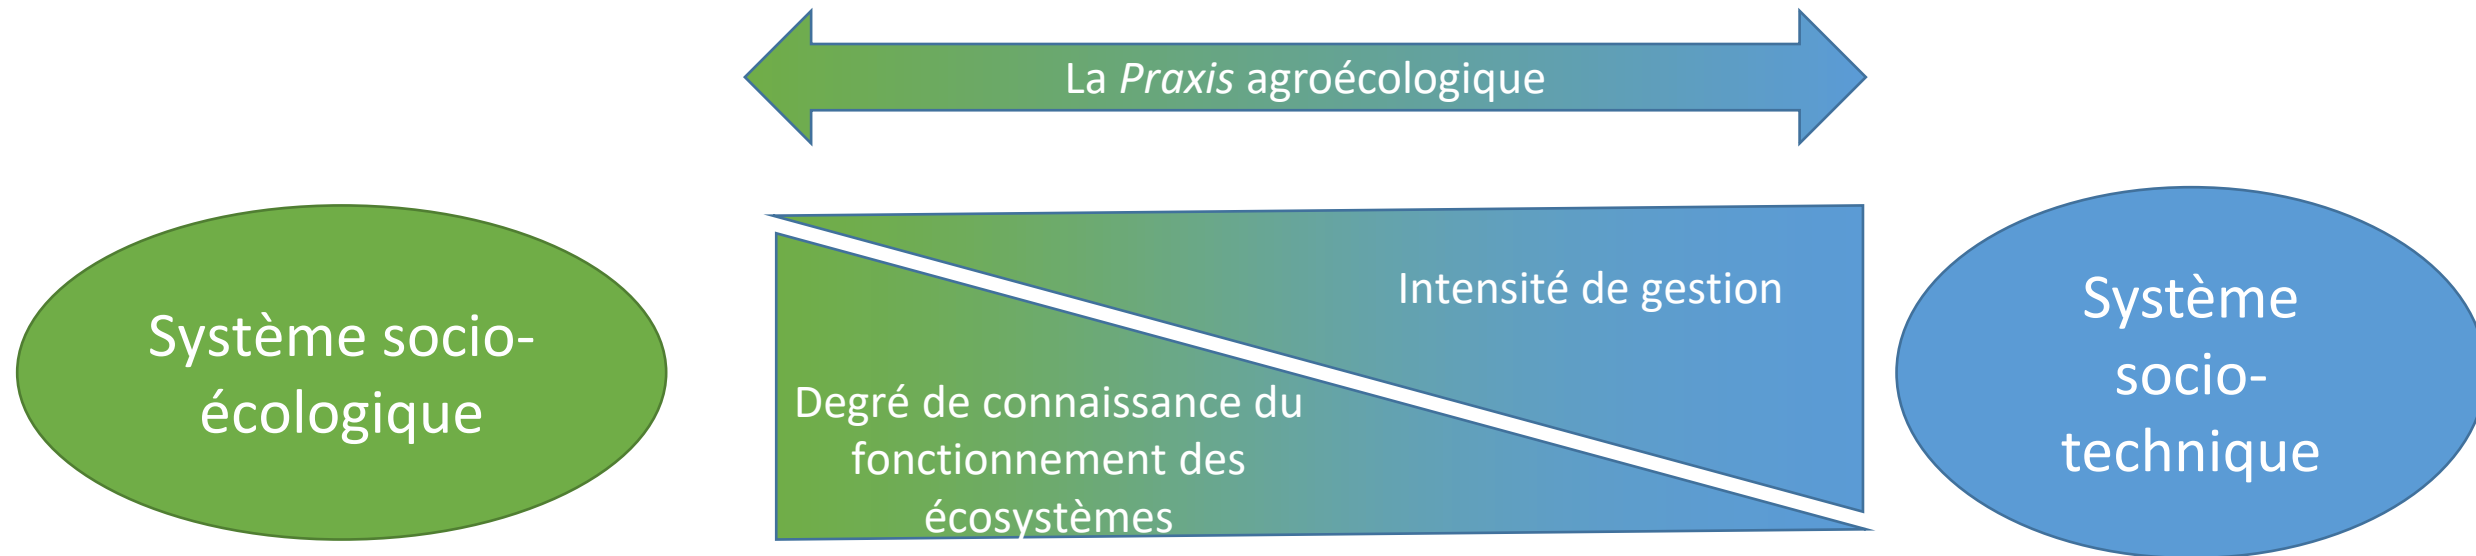 La Praxis agroécologique
Système socio-
écologique
Intensité de gestion
Degré de connaissance du
fonctionnement des
écosystèmes
Système
socio-
technique